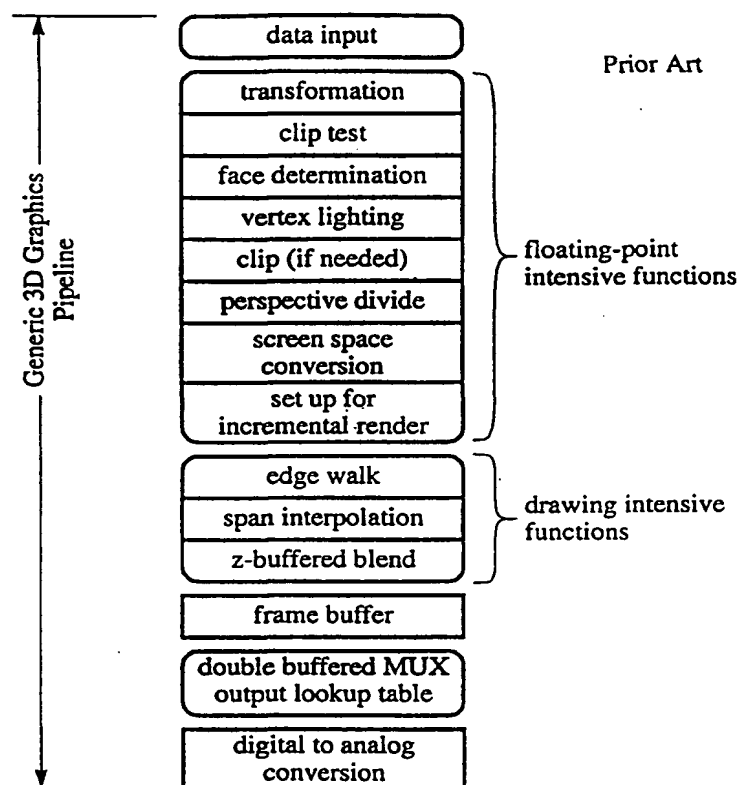 data input
Prior Art
transformation
clip test
face determination
vertex lighting
clip (if needed)
perspective divide
screen space
conversion
set up for
incremental render
floating-point
intensive functions
edge walk
span interpolation
z-buffered blend
drawing intensive
functions
frame buffer
double buffered MUX
output lookup table
digital to analog
conversion
Generic 3D Graphics
Pipeline